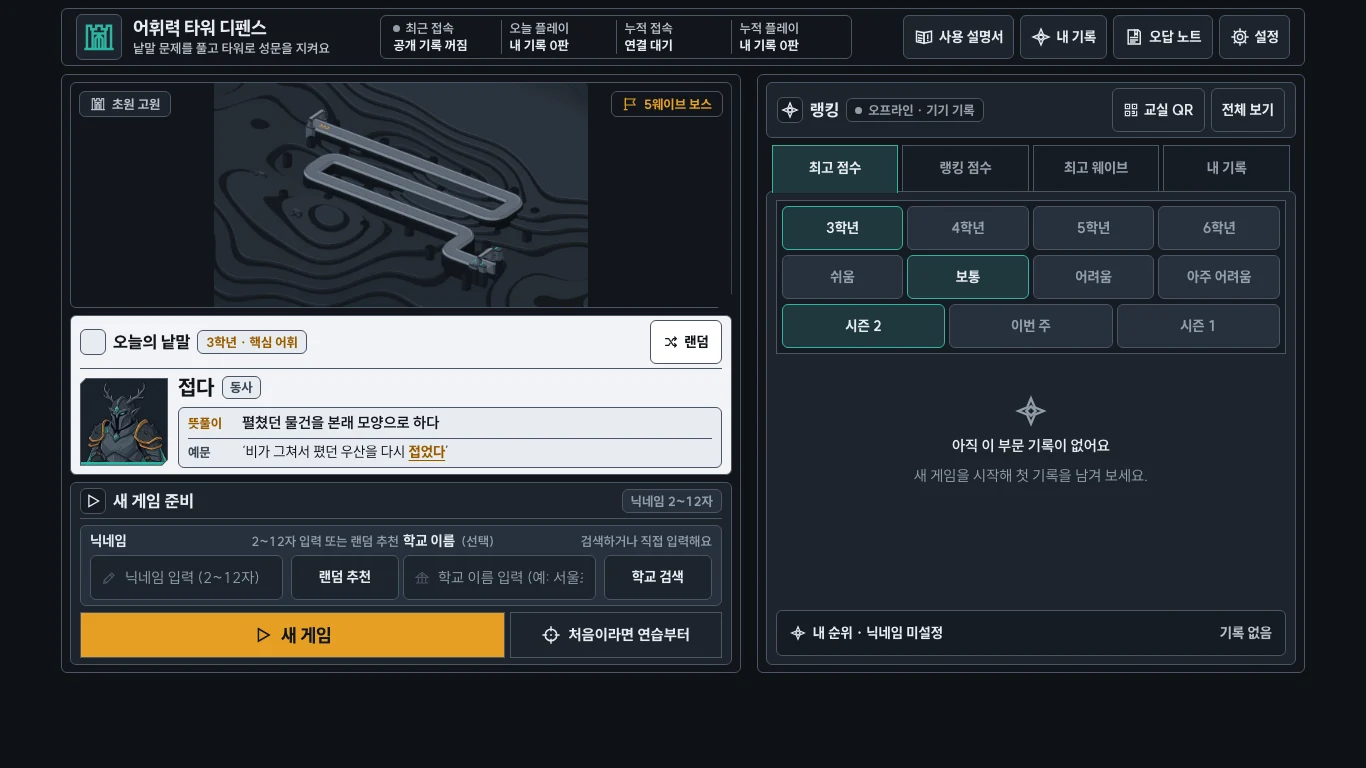 어휘력 타워 디펜스
낱말 문제를 풀고 타워로 성문을 지켜요
최근 접속
공개 기록 꺼짐
오늘 플레이
내 기록 0판
누적 접속
연결 대기
누적 플레이
내 기록 0판
사용 설명서
내 기록
오답 노트
설정
초원 고원
5웨이브 보스
오늘의 낱말
3학년 · 핵심 어휘
랜덤
접다 동사
뜻풀이 펼쳤던 물건을 본래 모양으로 하다
예문 ‘비가 그쳐서 폈던 우산을 다시 접었다’
새 게임 준비
닉네임 2~12자
닉네임 2~12자 입력 또는 랜덤 추천
학교 이름 (선택) 검색하거나 직접 입력해요
닉네임 입력 (2~12자)
랜덤 추천
학교 이름 입력 (예: 서울초
학교 검색
새 게임
처음이라면 연습부터
랭킹
오프라인 · 기기 기록
교실 QR
전체 보기
최고 점수 랭킹 점수 최고 웨이브 내 기록
3학년 4학년 5학년 6학년
쉬움 보통 어려움 아주 어려움
시즌 2 이번 주 시즌 1
아직 이 부문 기록이 없어요
새 게임을 시작해 첫 기록을 남겨 보세요.
내 순위 · 닉네임 미설정
기록 없음